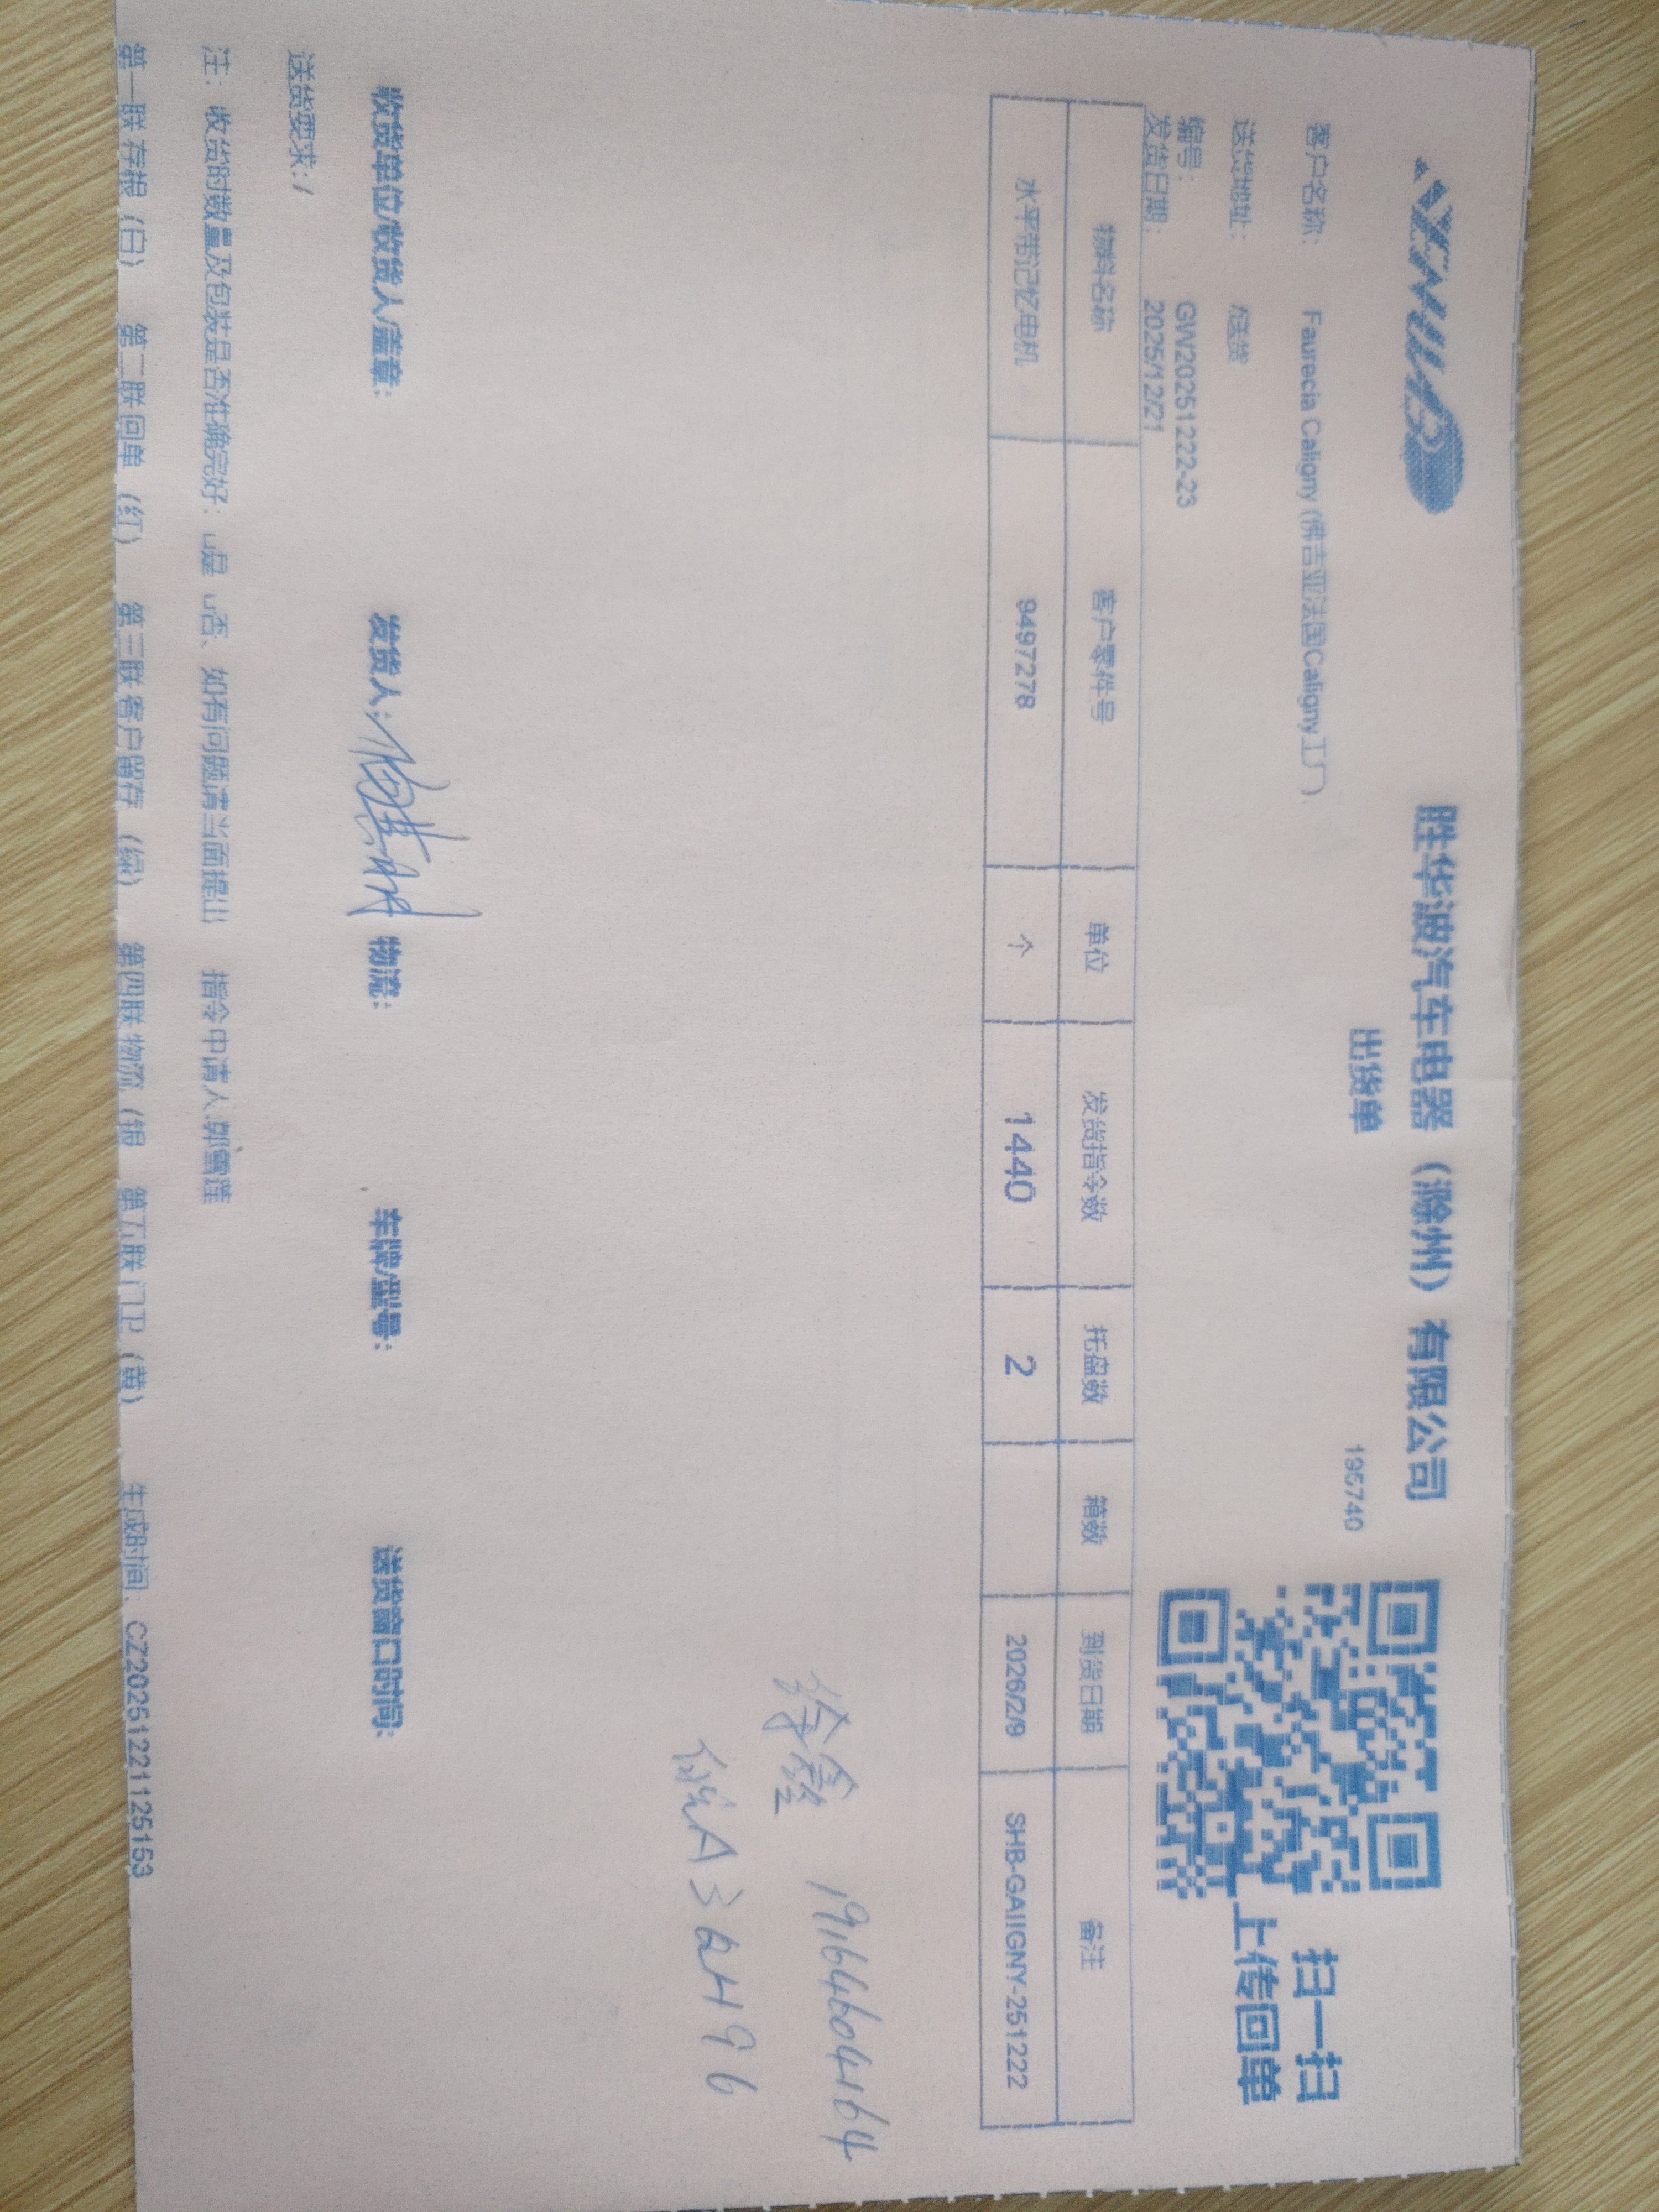 胜华波汽车电器（滁州）有限公司
出货单
195740
扫一扫
上传回单
客户名称： Faurecia Caligny (佛吉亚法国Caligny工厂)
送货地址： /送货
编号： GW20251222-23
发货日期： 2025/12/21
物料名称 客户零件号 单位 发货指令数 托盘数 箱数 到货日期 备注
水平带记忆电机 9497278 个 1440 2 2026/2/9 SHB-GAIIGNY-251222
19164604164
A3QH96
收货单位/收货人/盖章： 发货人： 物流： 车牌/型号： 送货窗口时间：
送货要求：/
注： 收货时数量及包装是否准确完好： □是 □否、如有问题请当面提出 指令申请人:郭雪莲
第一联存根（白） 第二联回单（红） 第三联客户留存（绿） 第四联物流（银 第五联门卫（黄） 生成时间：CZ20251221125153